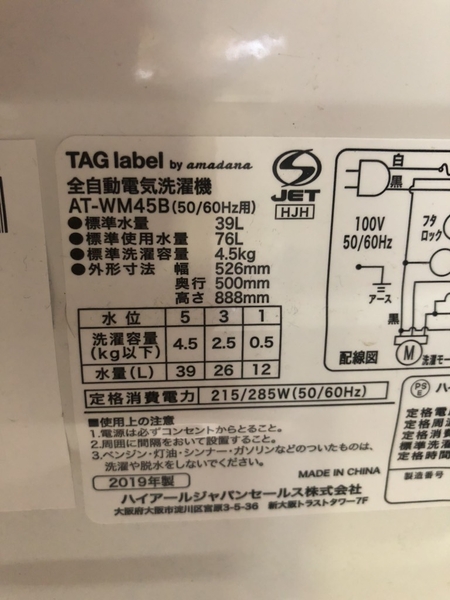 TAG label by amadana
全自動電気洗濯機
AT-WM45B(50/60Hz用)
●標準水量 39L
●標準使用水量 76L
●標準洗濯容量 4.5kg
●外形寸法 幅 526mm
奥行 500mm
高さ 888mm
水位 5 3 1
洗濯容量(kg以下) 4.5 2.5 0.5
水量(L) 39 26 12
定格消費電力 215/285W(50/60Hz)
■使用上の注意
1.電源は必ずコンセントからとること。
2.周囲に間隔をおいて設置すること。
3.ベンジン・灯油・シンナー・ガソリンなどのついたものは、
洗濯や脱水をしないでください。
MADE IN CHINA
2019年製
ハイアールジャパンセールス株式会社
大阪府大阪市淀川区宮原3-5-36 新大阪トラストタワー7F
S
JET
HJH
白
黒
100V
50/60Hz
フタ
ロック
アース
黒
M
洗濯モー
配線図
PS
E
ハイ
定格電
定格周
定格消
標準洗
定格時
製造番号